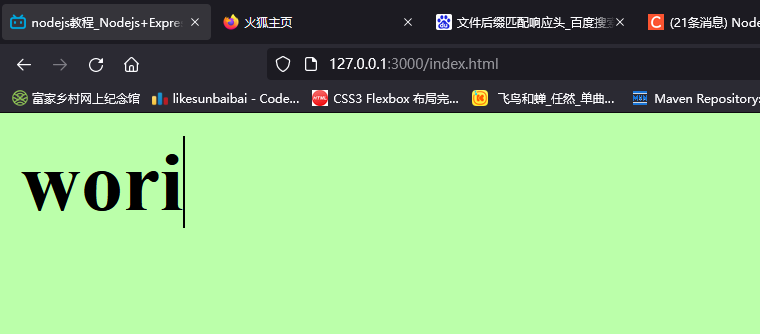 nodejs教程_Nodejs+Expre
火狐主页
文件后缀匹配响应头_百度搜
(21条消息) Node
127.0.0.1:3000/index.html
富家乡村网上纪念馆
likesunbaibai - Code...
CSS3 Flexbox 布局完...
飞鸟和蝉_任然_单曲...
Maven Repository:
wori